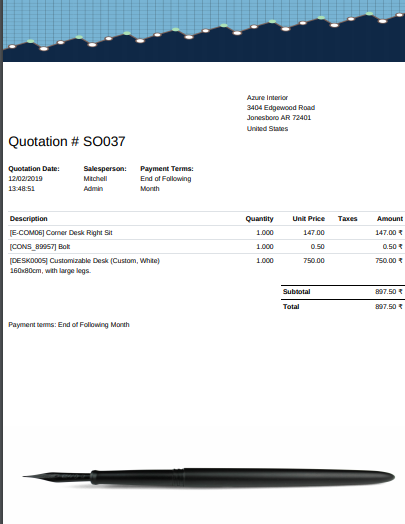 Azure Interior
3404 Edgewood Road
Jonesboro AR 72401
United States
Quotation # SO037
Quotation Date: Salesperson: Payment Terms:
12/02/2019 Mitchell End of Following
13:48:51 Admin Month
Description Quantity Unit Price Taxes Amount
[E-COM06] Corner Desk Right Sit 1.000 147.00 147.00 ₹
[CONS_89957] Bolt 1.000 0.50 0.50 ₹
[DESK0005] Customizable Desk (Custom, White) 1.000 750.00 750.00 ₹
160x80cm, with large legs.
Subtotal 897.50 ₹
Total 897.50 ₹
Payment terms: End of Following Month